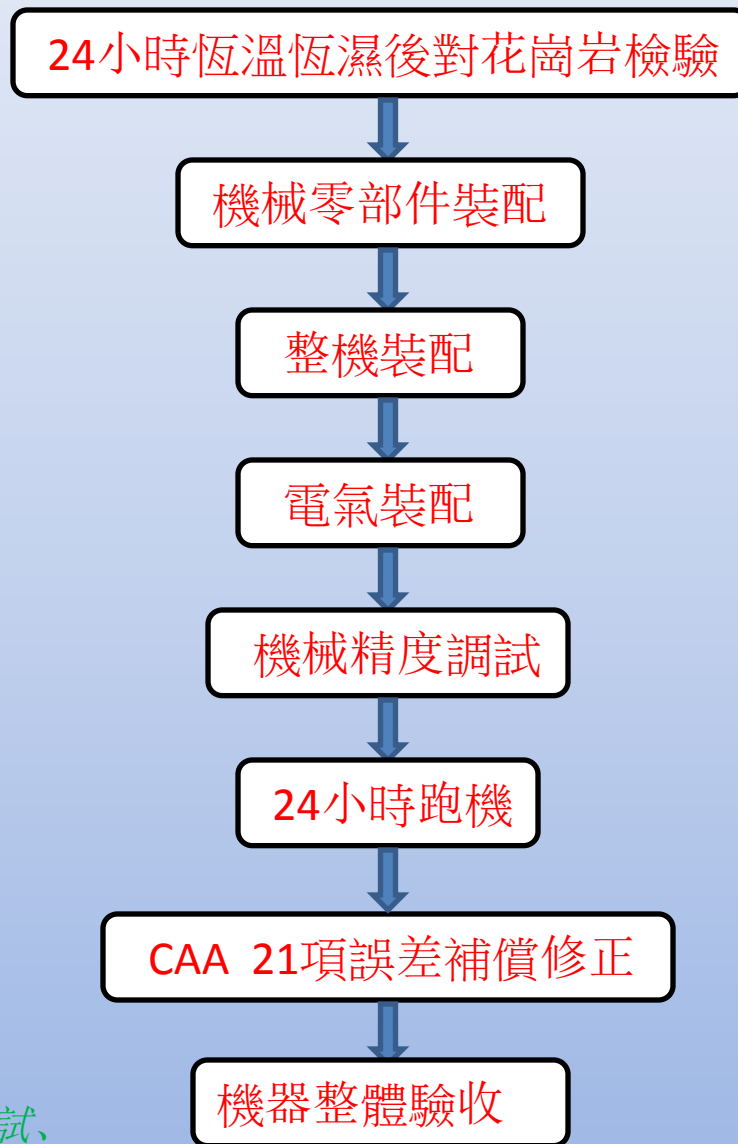 24小時恆溫恆濕後對花崗岩檢驗
機械零部件裝配
整機裝配
電氣裝配
機械精度調試
24小時跑機
CAA 21項誤差補償修正
機器整體驗收
試、